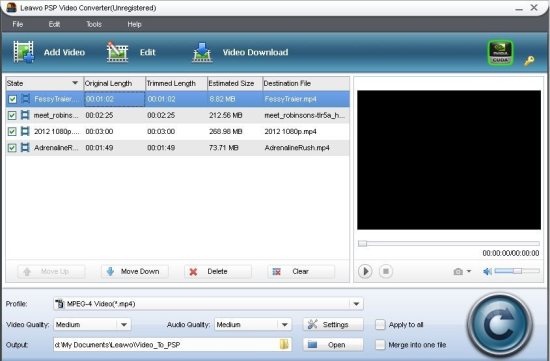 Leawo PSP Video Converter(Unregistered)
File Edit Tools Help
Add Video Edit Video Download NVIDIA CUDA
State Original Length Trimmed Length Estimated Size Destination File
FessyTraier.... 00:01:02 00:01:02 6.82 MB FessyTraier.mp4
meet_robinsons... 00:02:25 00:02:25 212.56 MB meet_robinsons-tlr5a_h...
2012 1080p.... 00:03:00 00:03:00 268.98 MB 2012 1080p.mp4
AdrenalineR... 00:01:49 00:01:49 73.71 MB AdrenalineRush.mp4
00:00:00/00:00:00
Move Up Move Down Delete Clear
Profile: MPEG-4 Video(*.mp4)
Video Quality: Medium Audio Quality: Medium Settings Apply to all
Output: d:\My Documents\Leawo\Video_To_PSP Open Merge into one file